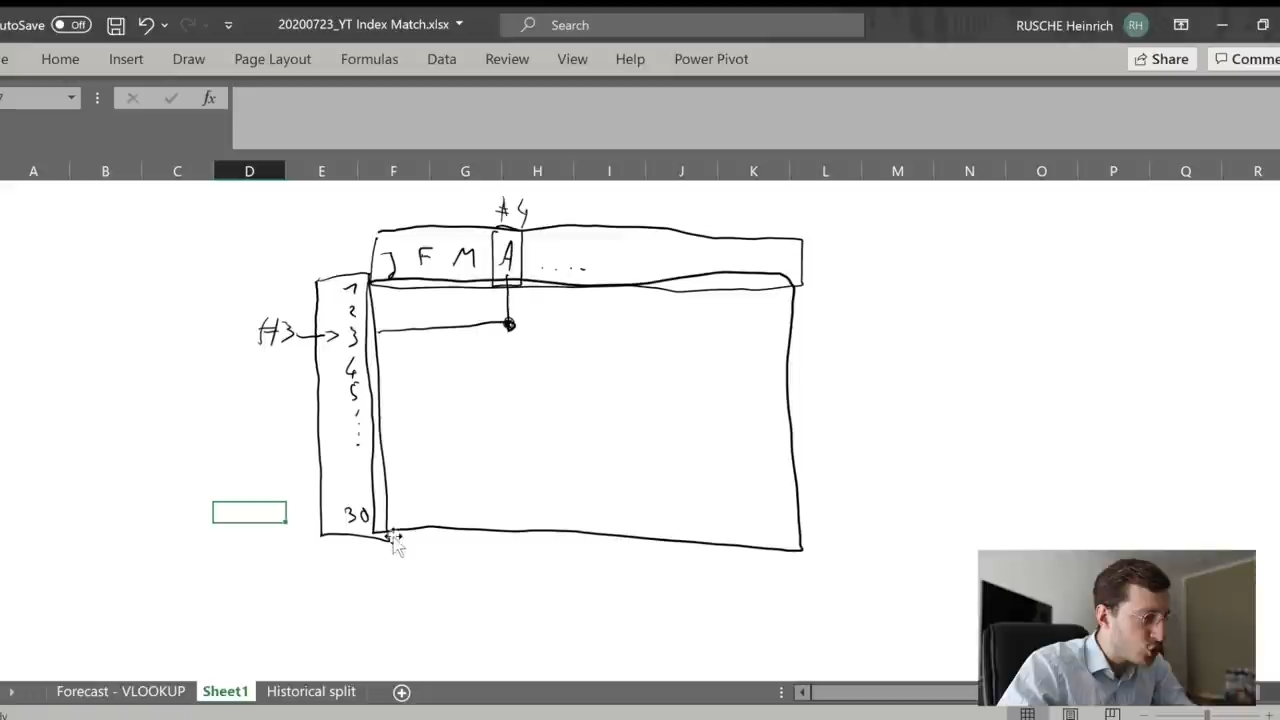 AutoSave Off 20200723_YT Index Match.xlsx Search RUSCHE Heinrich RH
Home Insert Draw Page Layout Formulas Data Review View Help Power Pivot Share Comme
7 fx
A B C D E F G H I J K L M N O P Q R
#4
J F M A ....
1
2
#3 → 3
4
5
30
Forecast - VLOOKUP Sheet1 Historical split